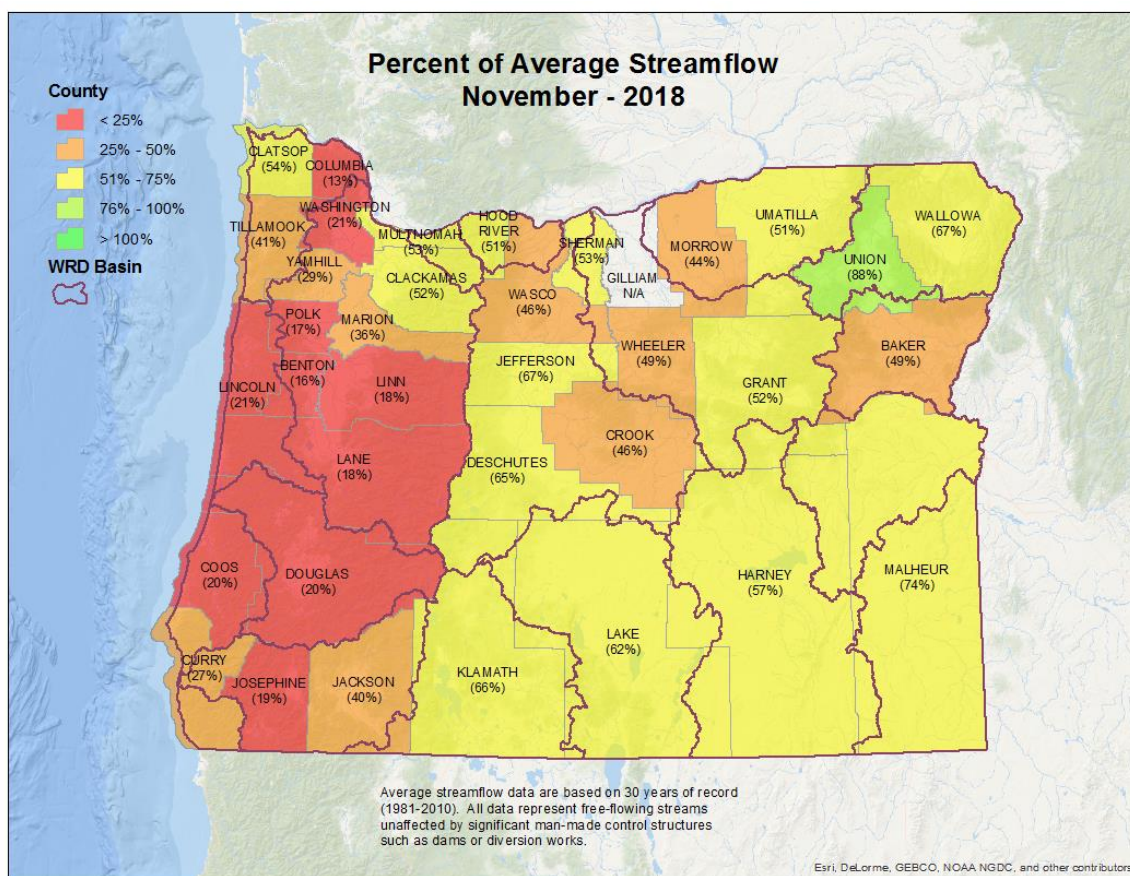 Percent of Average Streamflow
November - 2018
County
< 25%
25% - 50%
51% - 75%
76% - 100%
> 100%
WRD Basin
CLATSOP
(54%)
COLUMBIA
(13%)
WASHINGTON
(21%)
TILLAMOOK
(41%)
YAMHILL
(29%)
MULTNOMAH
(53%)
HOOD
RIVER
(51%)
SHERMAN
(53%)
GILLIAM
N/A
MORROW
(44%)
UMATILLA
(51%)
WALLOWA
(67%)
UNION
(88%)
CLACKAMAS
(52%)
WASCO
(46%)
POLK
(17%)
MARION
(36%)
WHEELER
(49%)
BAKER
(49%)
JEFFERSON
(67%)
LINCOLN
(21%)
BENTON
(16%)
LINN
(18%)
GRANT
(52%)
CROOK
(46%)
LANE
(18%)
DESCHUTES
(65%)
COOS
(20%)
DOUGLAS
(20%)
HARNEY
(57%)
MALHEUR
(74%)
LAKE
(62%)
CURRY
(27%)
JOSEPHINE
(19%)
JACKSON
(40%)
KLAMATH
(66%)
Average streamflow data are based on 30 years of record
(1981-2010). All data represent free-flowing streams
unaffected by significant man-made control structures
such as dams or diversion works.
Esri, DeLorme, GEBCO, NOAA NGDC, and other contributors